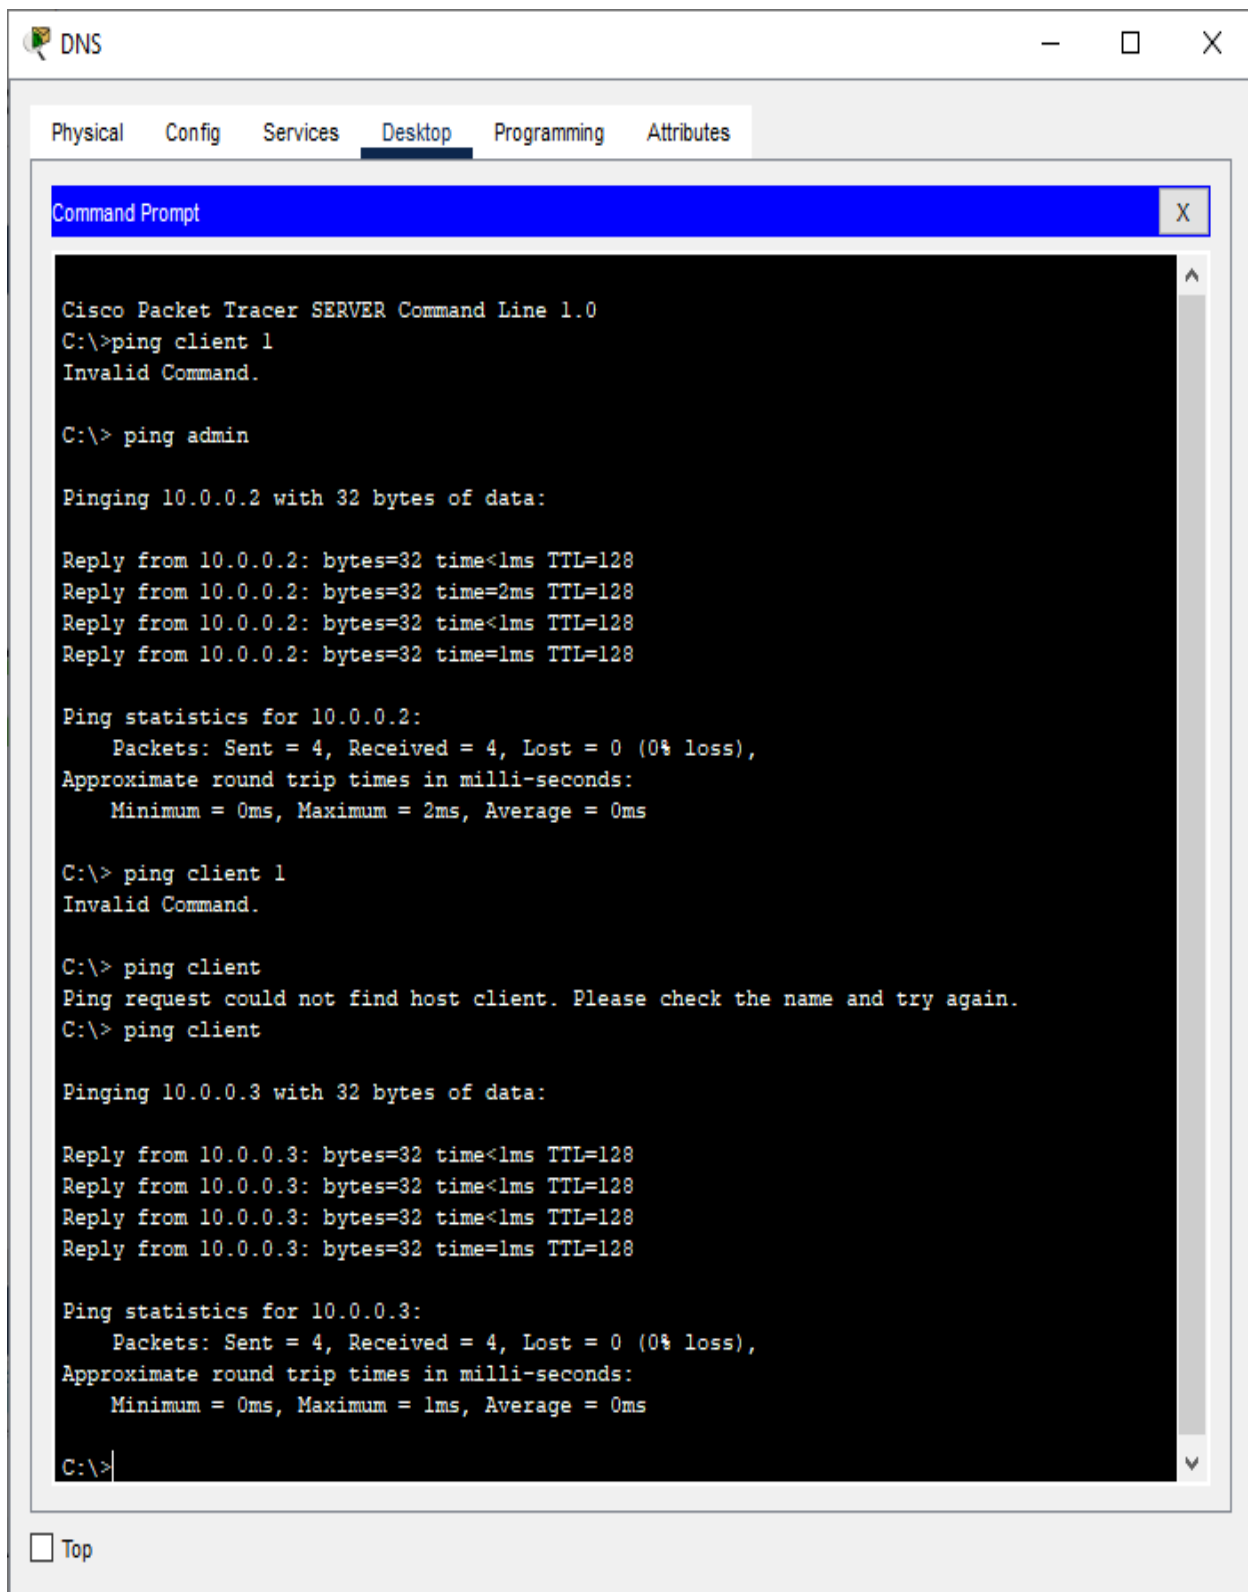 DNS
Physical Config Services Desktop Programming Attributes
Command Prompt X
Cisco Packet Tracer SERVER Command Line 1.0
C:\>ping client 1
Invalid Command.
C:\> ping admin
Pinging 10.0.0.2 with 32 bytes of data:
Reply from 10.0.0.2: bytes=32 time<1ms TTL=128
Reply from 10.0.0.2: bytes=32 time=2ms TTL=128
Reply from 10.0.0.2: bytes=32 time<1ms TTL=128
Reply from 10.0.0.2: bytes=32 time=1ms TTL=128
Ping statistics for 10.0.0.2:
    Packets: Sent = 4, Received = 4, Lost = 0 (0% loss),
Approximate round trip times in milli-seconds:
    Minimum = 0ms, Maximum = 2ms, Average = 0ms
C:\> ping client 1
Invalid Command.
C:\> ping client
Ping request could not find host client. Please check the name and try again.
C:\> ping client
Pinging 10.0.0.3 with 32 bytes of data:
Reply from 10.0.0.3: bytes=32 time<1ms TTL=128
Reply from 10.0.0.3: bytes=32 time<1ms TTL=128
Reply from 10.0.0.3: bytes=32 time<1ms TTL=128
Reply from 10.0.0.3: bytes=32 time=1ms TTL=128
Ping statistics for 10.0.0.3:
    Packets: Sent = 4, Received = 4, Lost = 0 (0% loss),
Approximate round trip times in milli-seconds:
    Minimum = 0ms, Maximum = 1ms, Average = 0ms
C:\>
Top